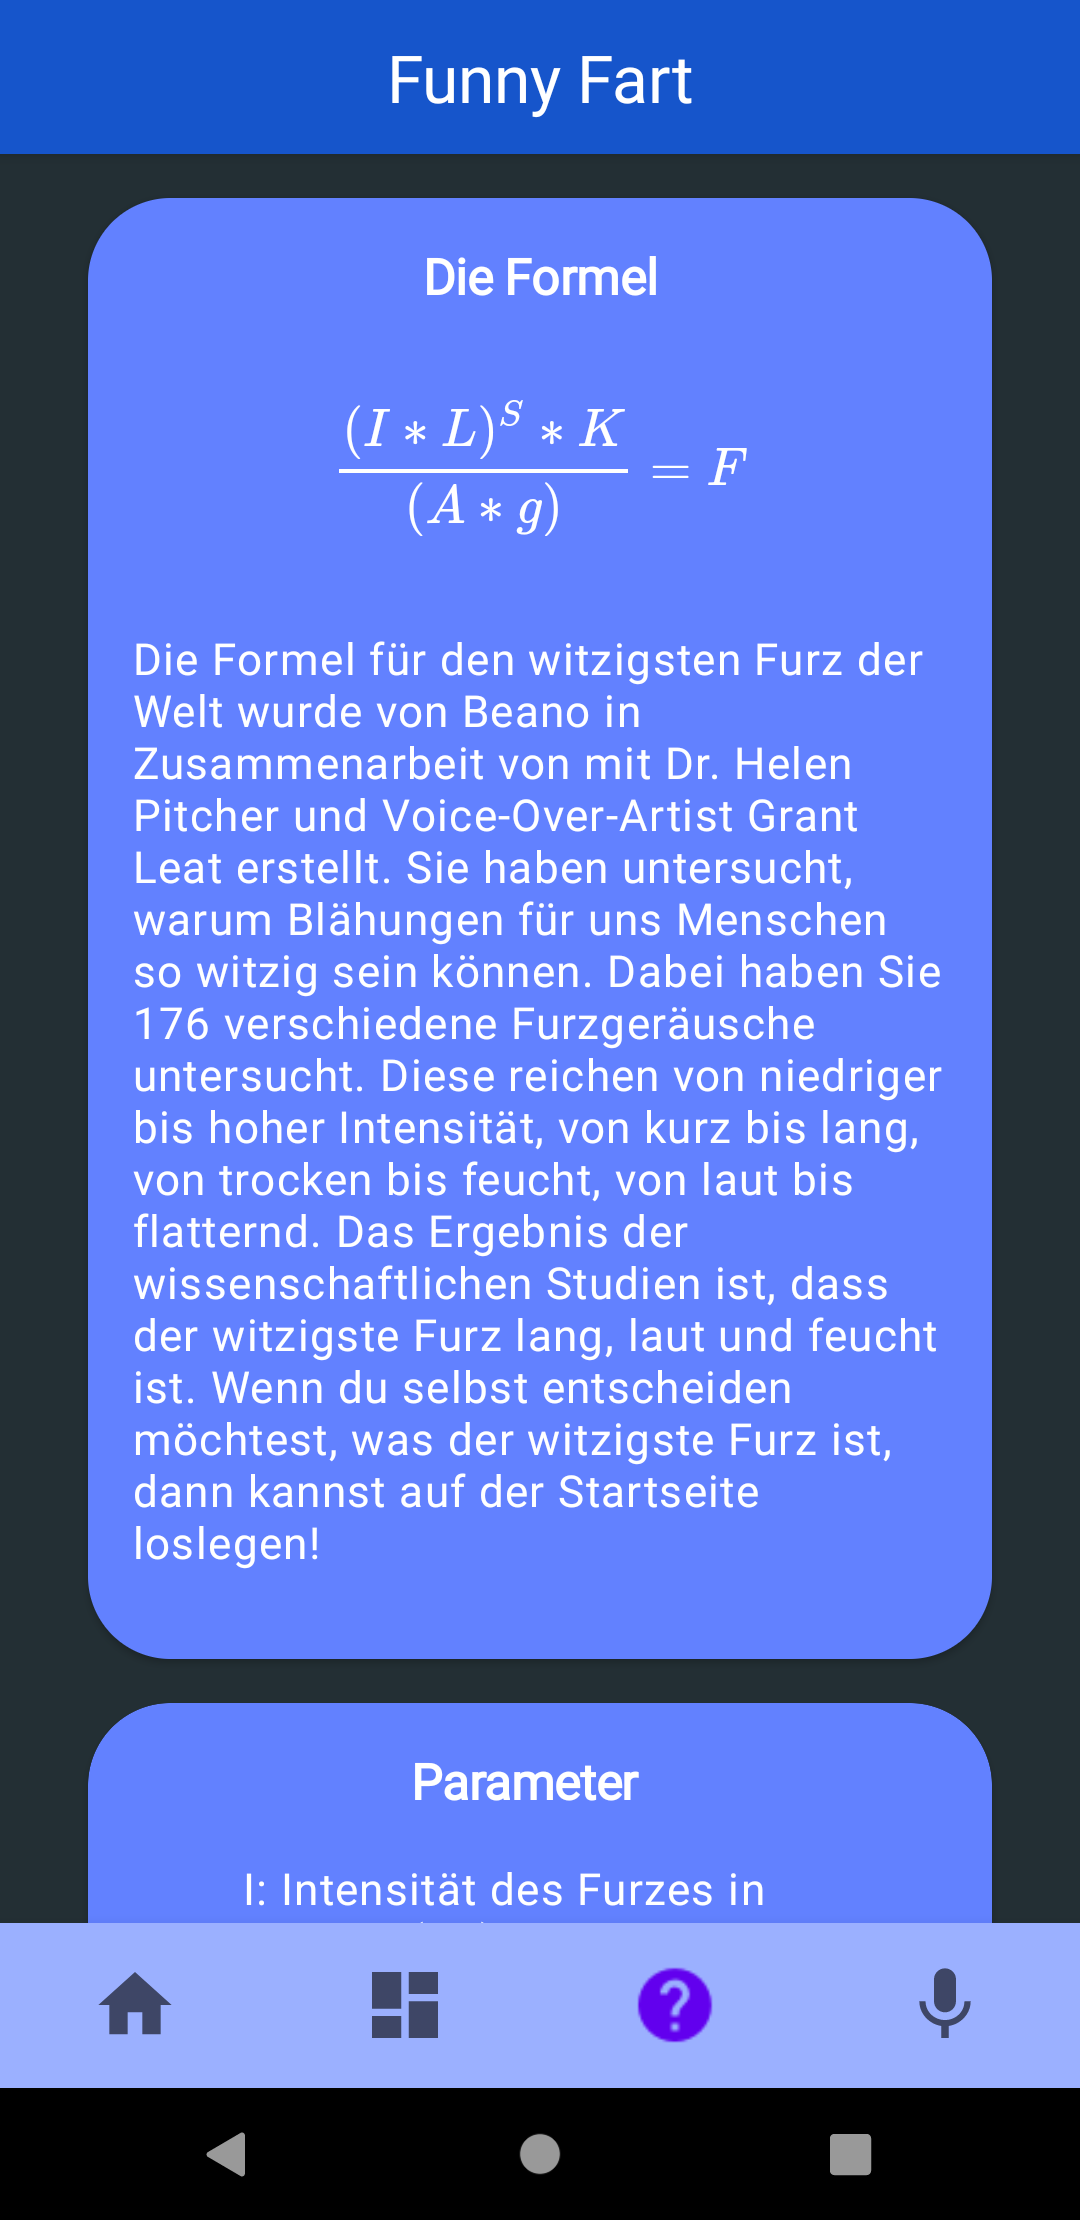 Funny Fart
Die Formel
(I * L)^S * K
= F
(A * g)
Die Formel für den witzigsten Furz der
Welt wurde von Beano in
Zusammenarbeit von mit Dr. Helen
Pitcher und Voice-Over-Artist Grant
Leat erstellt. Sie haben untersucht,
warum Blähungen für uns Menschen
so witzig sein können. Dabei haben Sie
176 verschiedene Furzgeräusche
untersucht. Diese reichen von niedriger
bis hoher Intensität, von kurz bis lang,
von trocken bis feucht, von laut bis
flatternd. Das Ergebnis der
wissenschaftlichen Studien ist, dass
der witzigste Furz lang, laut und feucht
ist. Wenn du selbst entscheiden
möchtest, was der witzigste Furz ist,
dann kannst auf der Startseite
loslegen!
Parameter
I: Intensität des Furzes in